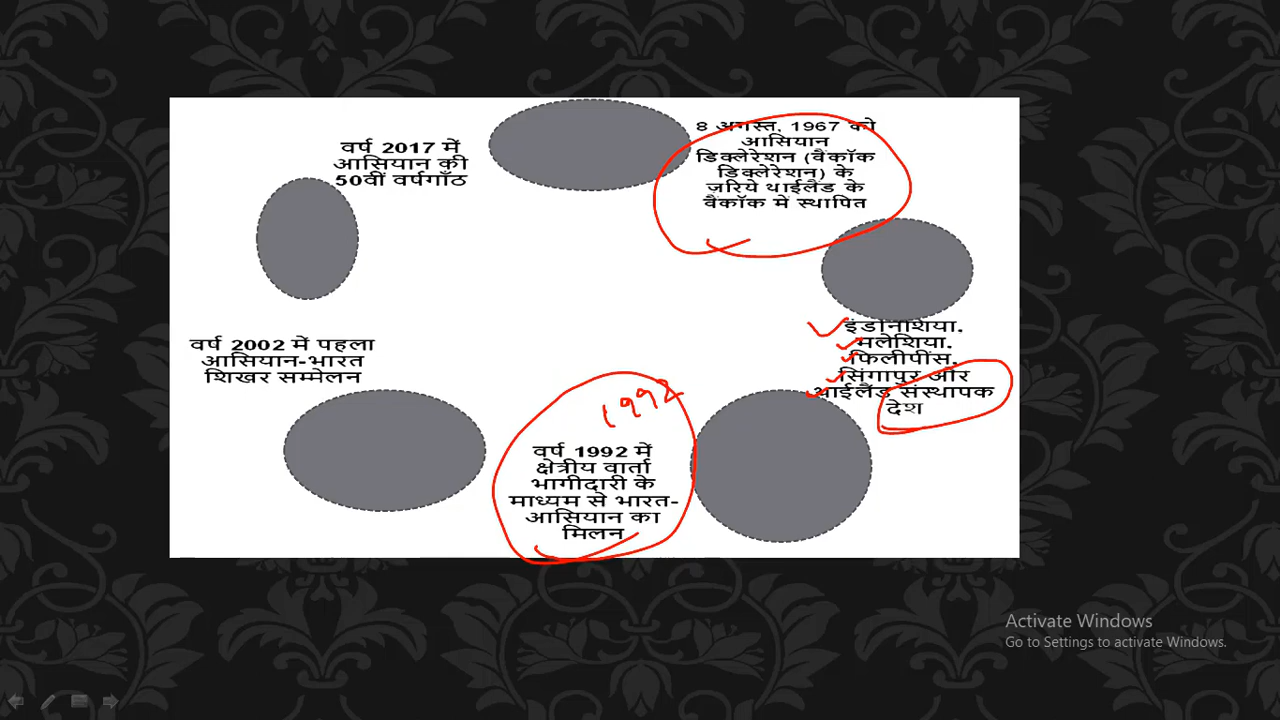 8 अगस्त, 1967 को
आसियान
डिक्लेरेशन (बैंकॉक
डिक्लेरेशन) के
ज़रिये थाईलैंड के
बैंकॉक में स्थापित
इंडोनेशिया,
मलेशिया,
फिलीपींस,
सिंगापुर और
थाईलैंड संस्थापक
देश
1992
वर्ष 1992 में
क्षेत्रीय वार्ता
भागीदारी के
माध्यम से भारत-
आसियान का
मिलन
वर्ष 2002 में पहला
आसियान-भारत
शिखर सम्मेलन
वर्ष 2017 में
आसियान की
50वीं वर्षगाँठ
Activate Windows
Go to Settings to activate Windows.